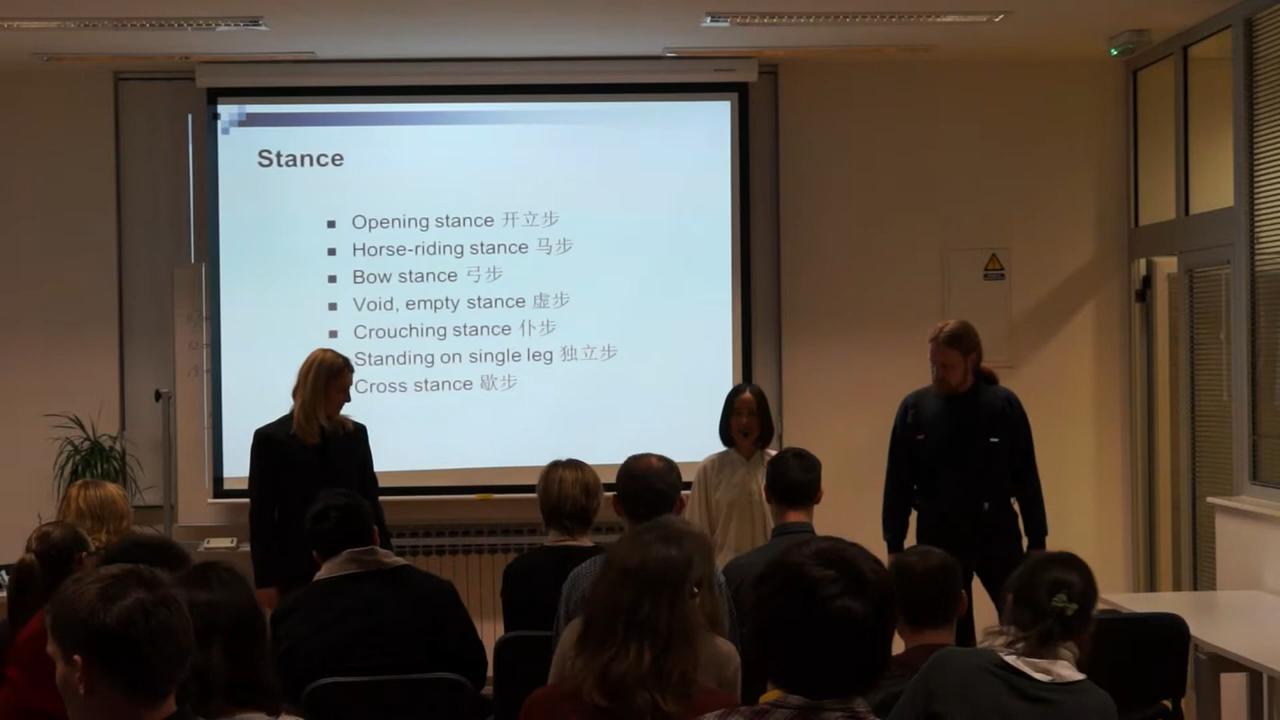 Stance
Opening stance 开立步
Horse-riding stance 马步
Bow stance 弓步
Void, empty stance 虚步
Crouching stance 仆步
Standing on single leg 独立步
Cross stance 歇步